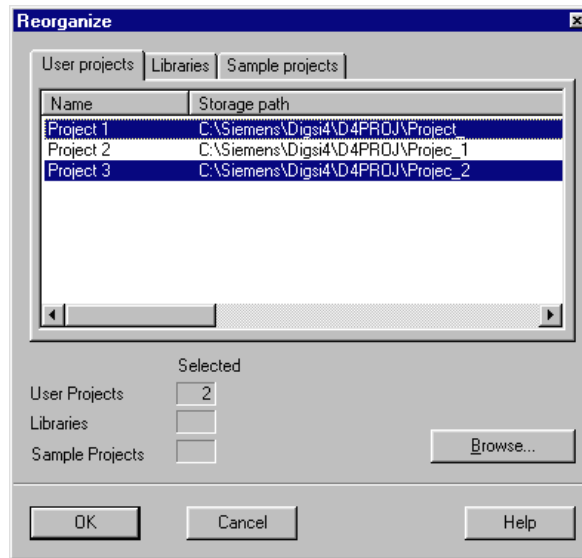 Reorganize
User projects Libraries Sample projects
Name Storage path
Project 1 C:\Siemens\Digsi4\D4PROJ\Project_
Project 2 C:\Siemens\Digsi4\D4PROJ\Projec_1
Project 3 C:\Siemens\Digsi4\D4PROJ\Projec_2
Selected
User Projects 2
Libraries
Sample Projects
Browse...
OK Cancel Help